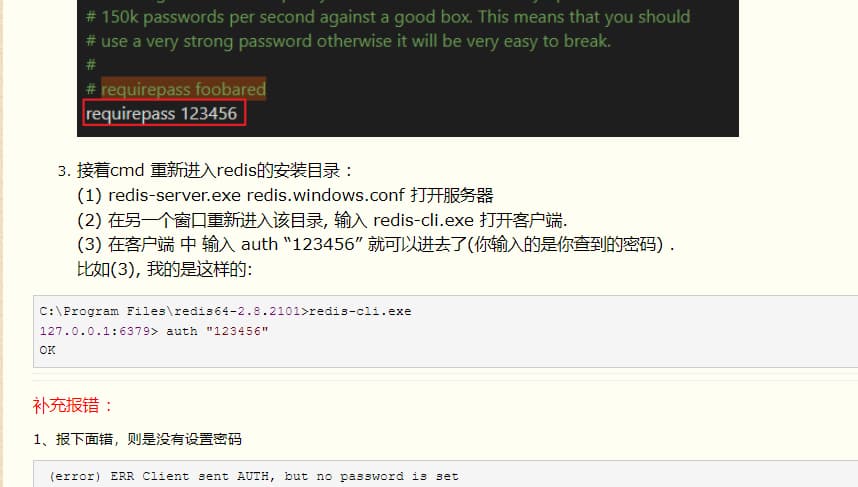 # 150k passwords per second against a good box. This means that you should
# use a very strong password otherwise it will be very easy to break.
#
# requirepass foobared
requirepass 123456
3. 接着cmd 重新进入redis的安装目录：
(1) redis-server.exe redis.windows.conf 打开服务器
(2) 在另一个窗口重新进入该目录, 输入 redis-cli.exe 打开客户端.
(3) 在客户端 中 输入 auth “123456” 就可以进去了(你输入的是你查到的密码) .
比如(3), 我的是这样的:
C:\Program Files\redis64-2.8.2101>redis-cli.exe
127.0.0.1:6379> auth "123456"
OK
补充报错：
1、报下面错，则是没有设置密码
(error) ERR Client sent AUTH, but no password is set